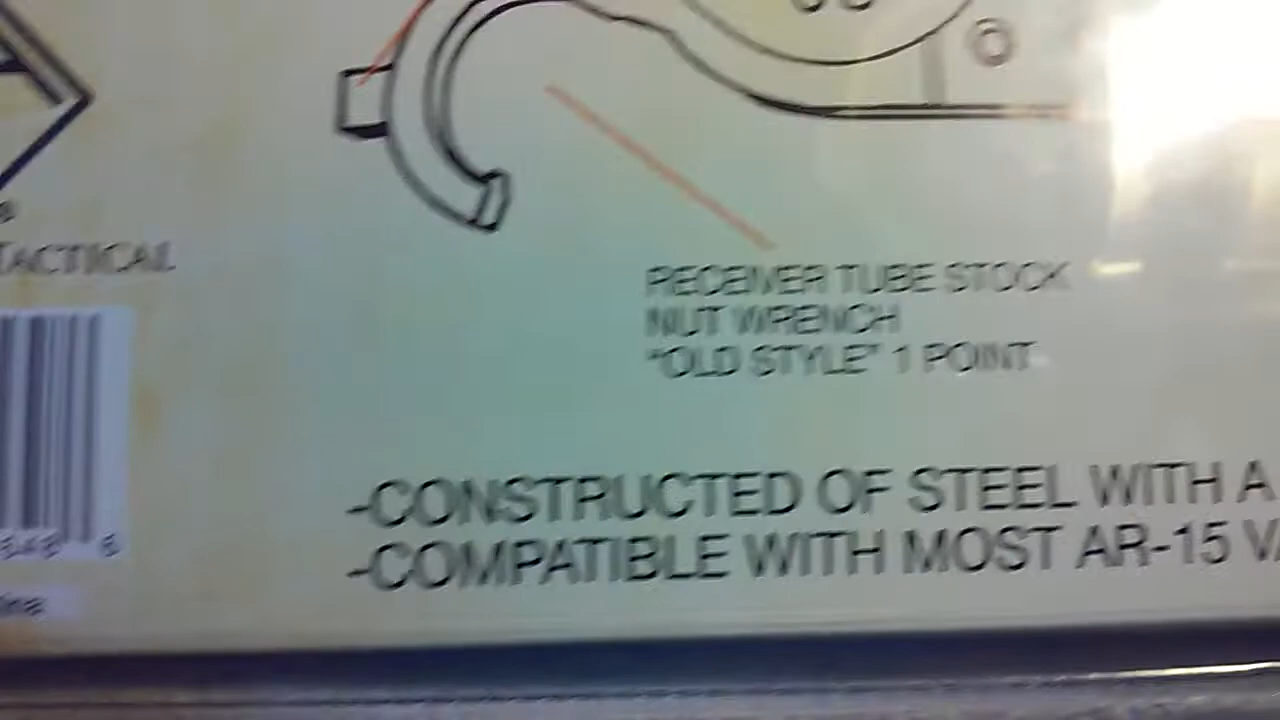 TACTICAL
RECEIVER TUBE STOCK
NUT WRENCH
"OLD STYLE" 1 POINT
-CONSTRUCTED OF STEEL WITH A
-COMPATIBLE WITH MOST AR-15